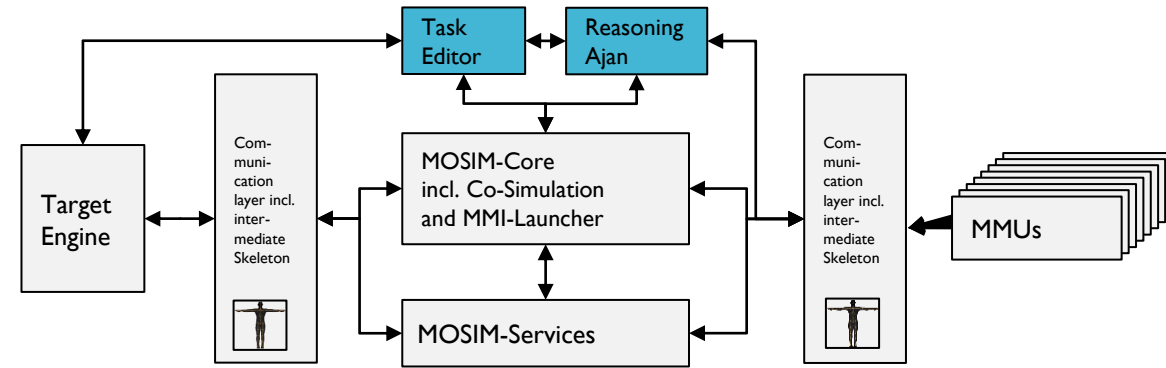 Task
Editor
Reasoning
Ajan
Target
Engine
Com-
muni-
cation
layer incl.
inter-
mediate
Skeleton
MOSIM-Core
incl. Co-Simulation
and MMI-Launcher
MOSIM-Services
Com-
muni-
cation
layer incl.
inter-
mediate
Skeleton
MMUs